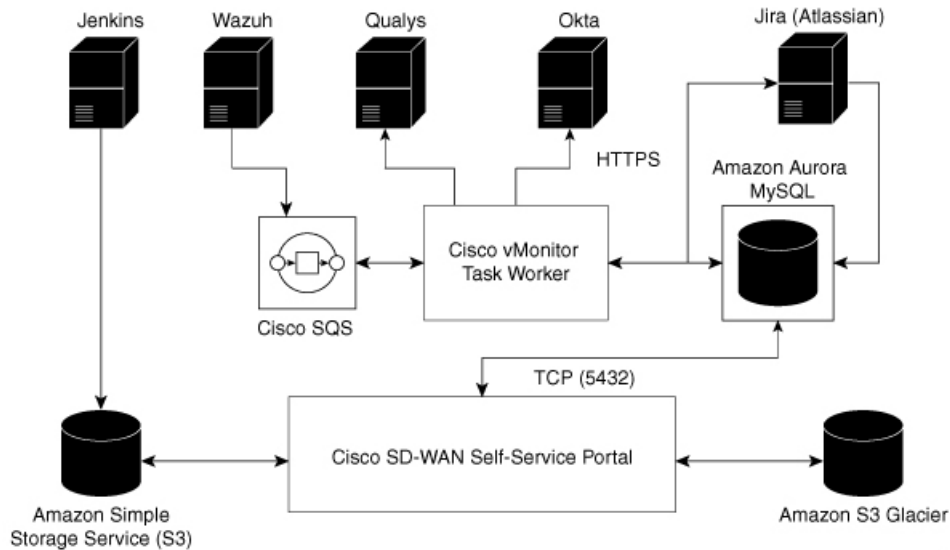 Jenkins
Wazuh
Qualys
Okta
Jira (Atlassian)
HTTPS
Amazon Aurora
MySQL
Cisco vMonitor
Task Worker
Cisco SQS
TCP (5432)
Cisco SD-WAN Self-Service Portal
Amazon Simple
Storage Service (S3)
Amazon S3 Glacier